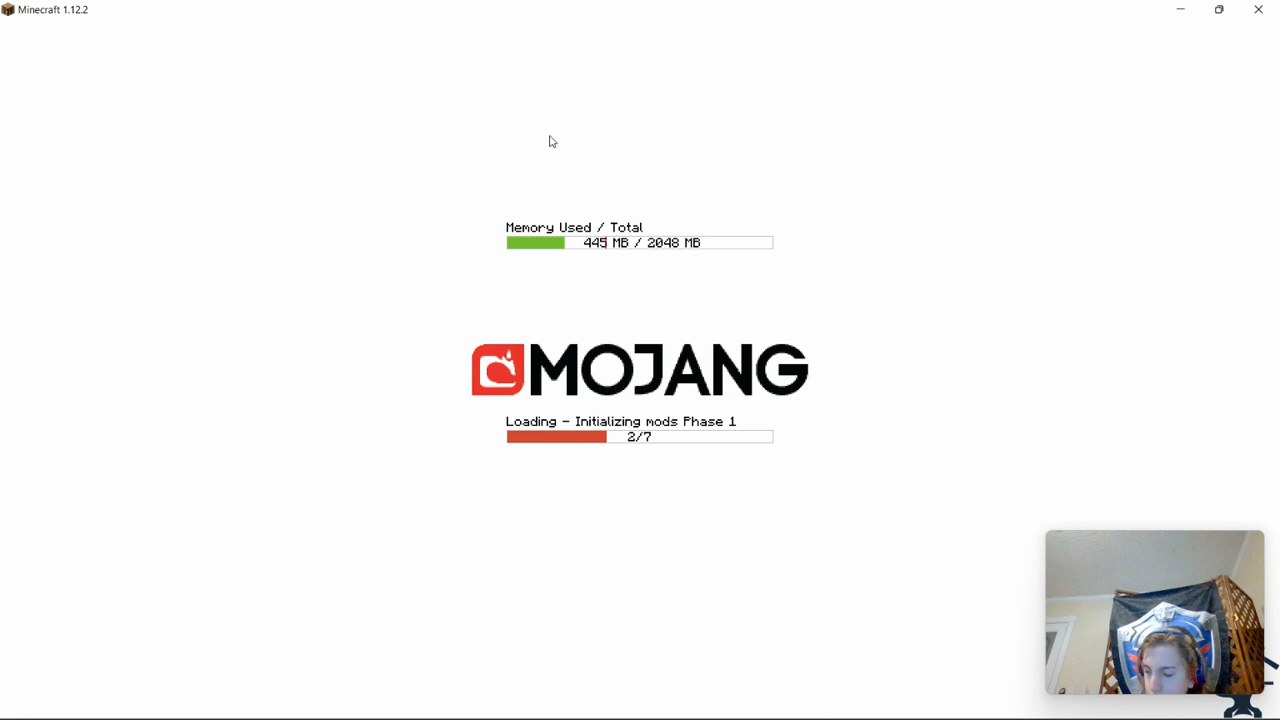 Minecraft 1.12.2
Memory Used / Total
445 MB / 2048 MB
MOJANG
Loading - Initializing mods Phase 1
2/7